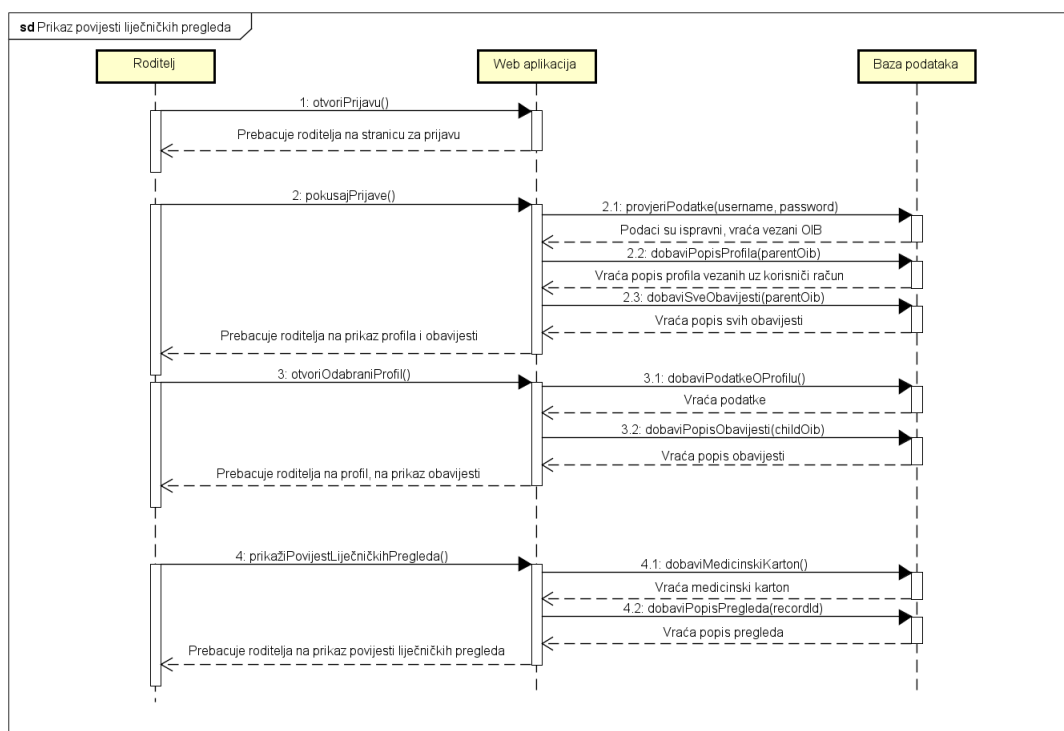 sd Prikaz povijesti liječničkih pregleda
Roditelj
Web aplikacija
Baza podataka
1: otvoriPrijavu()
Prebacuje roditelja na stranicu za prijavu
2: pokusajPrijave()
2.1: provjeriPodatke(username, password)
Podaci su ispravni, vraća vezani OIB
2.2: dobaviPopisProfila(parentOib)
Vraća popis profila vezanih uz korisniči račun
2.3: dobaviSveObavijesti(parentOib)
Vraća popis svih obavijesti
Prebacuje roditelja na prikaz profila i obavijesti
3: otvoriOdabraniProfil()
3.1: dobaviPodatkeOProfilu()
Vraća podatke
3.2: dobaviPopisObavijesti(childOib)
Vraća popis obavijesti
Prebacuje roditelja na profil, na prikaz obavijesti
4: prikažiPovijestLiječničkihPregleda()
4.1: dobaviMedicinskiKarton()
Vraća medicinski karton
4.2: dobaviPopisPregleda(recordId)
Vraća popis pregleda
Prebacuje roditelja na prikaz povijesti liječničkih pregleda